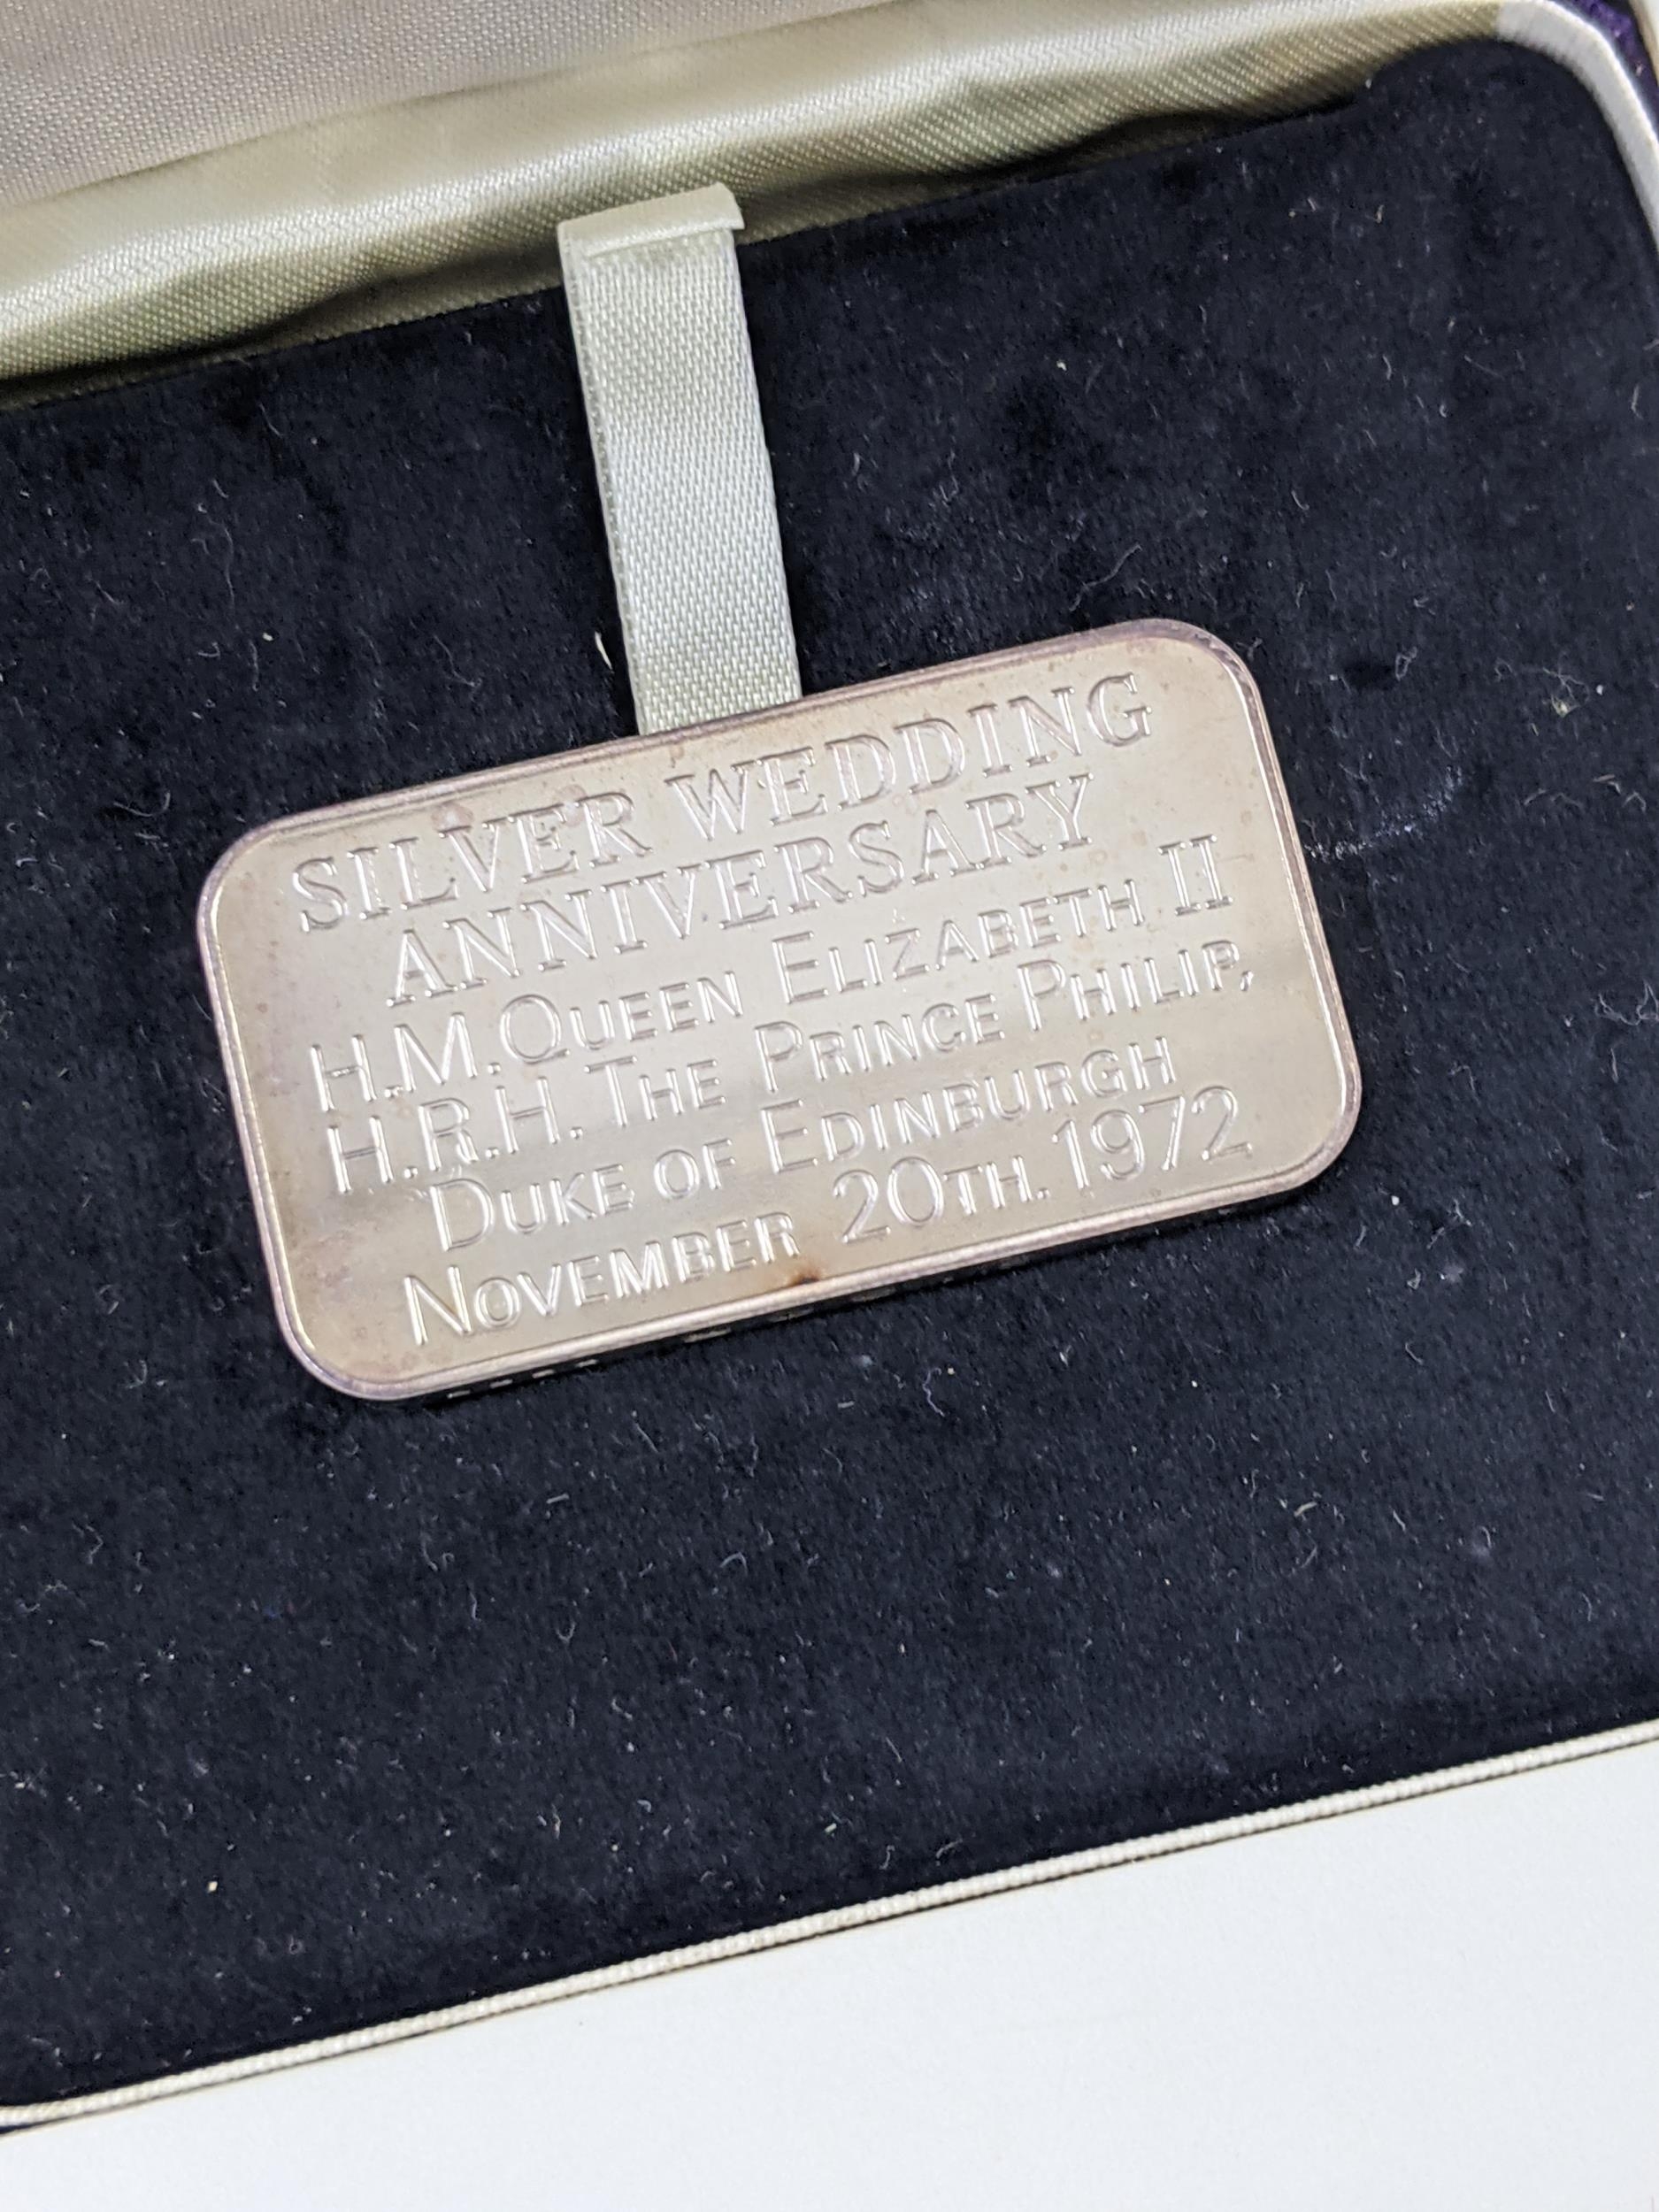 SILVER WEDDING
ANNIVERSARY
H.M. QUEEN ELIZABETH II
H.R.H. THE PRINCE PHILIP,
DUKE OF EDINBURGH
NOVEMBER 20TH. 1972